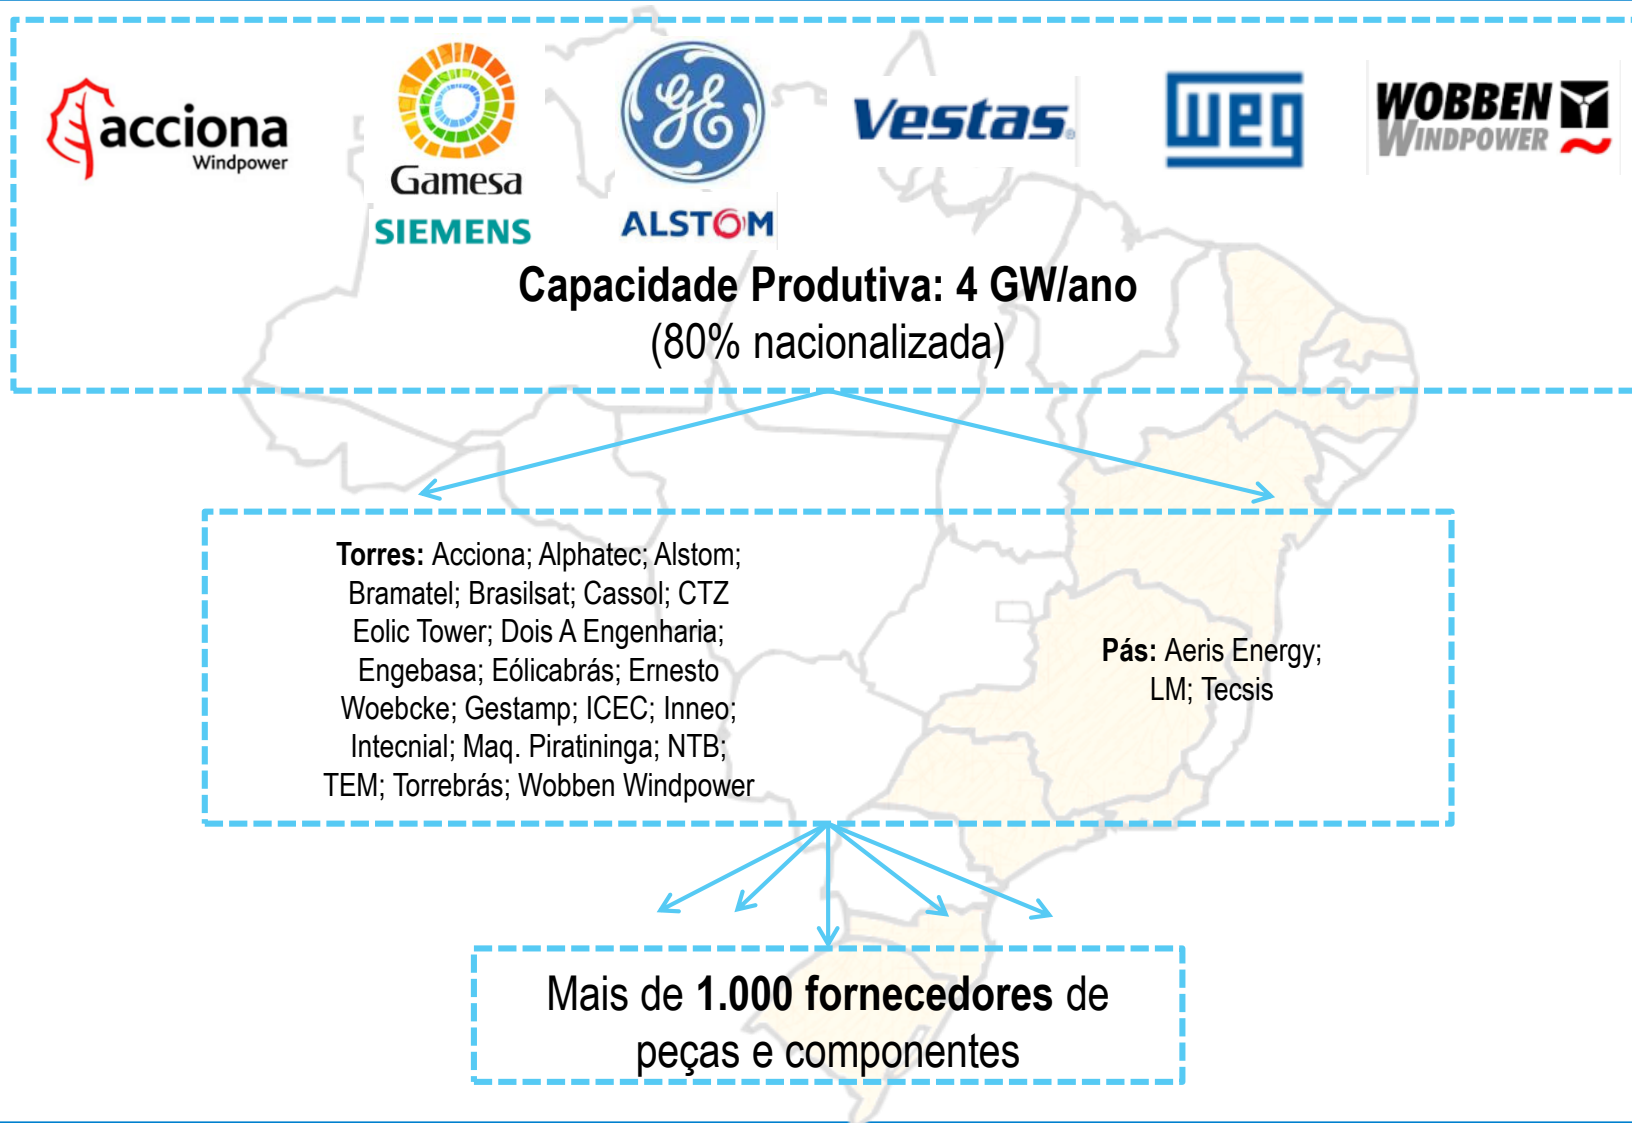 acciona
Windpower
Gamesa
SIEMENS
GE
ALSTOM
Vestas®
WEG
WOBBEN
WINDPOWER
Capacidade Produtiva: 4 GW/ano
(80% nacionalizada)
Torres: Acciona; Alphatec; Alstom;
Bramatel; Brasilsat; Cassol; CTZ
Eolic Tower; Dois A Engenharia;
Engebasa; Eólicabrás; Ernesto
Woebcke; Gestamp; ICEC; Inneo;
Intecnial; Maq. Piratininga; NTB;
TEM; Torrebrás; Wobben Windpower
Pás: Aeris Energy;
LM; Tecsis
Mais de 1.000 fornecedores de
peças e componentes